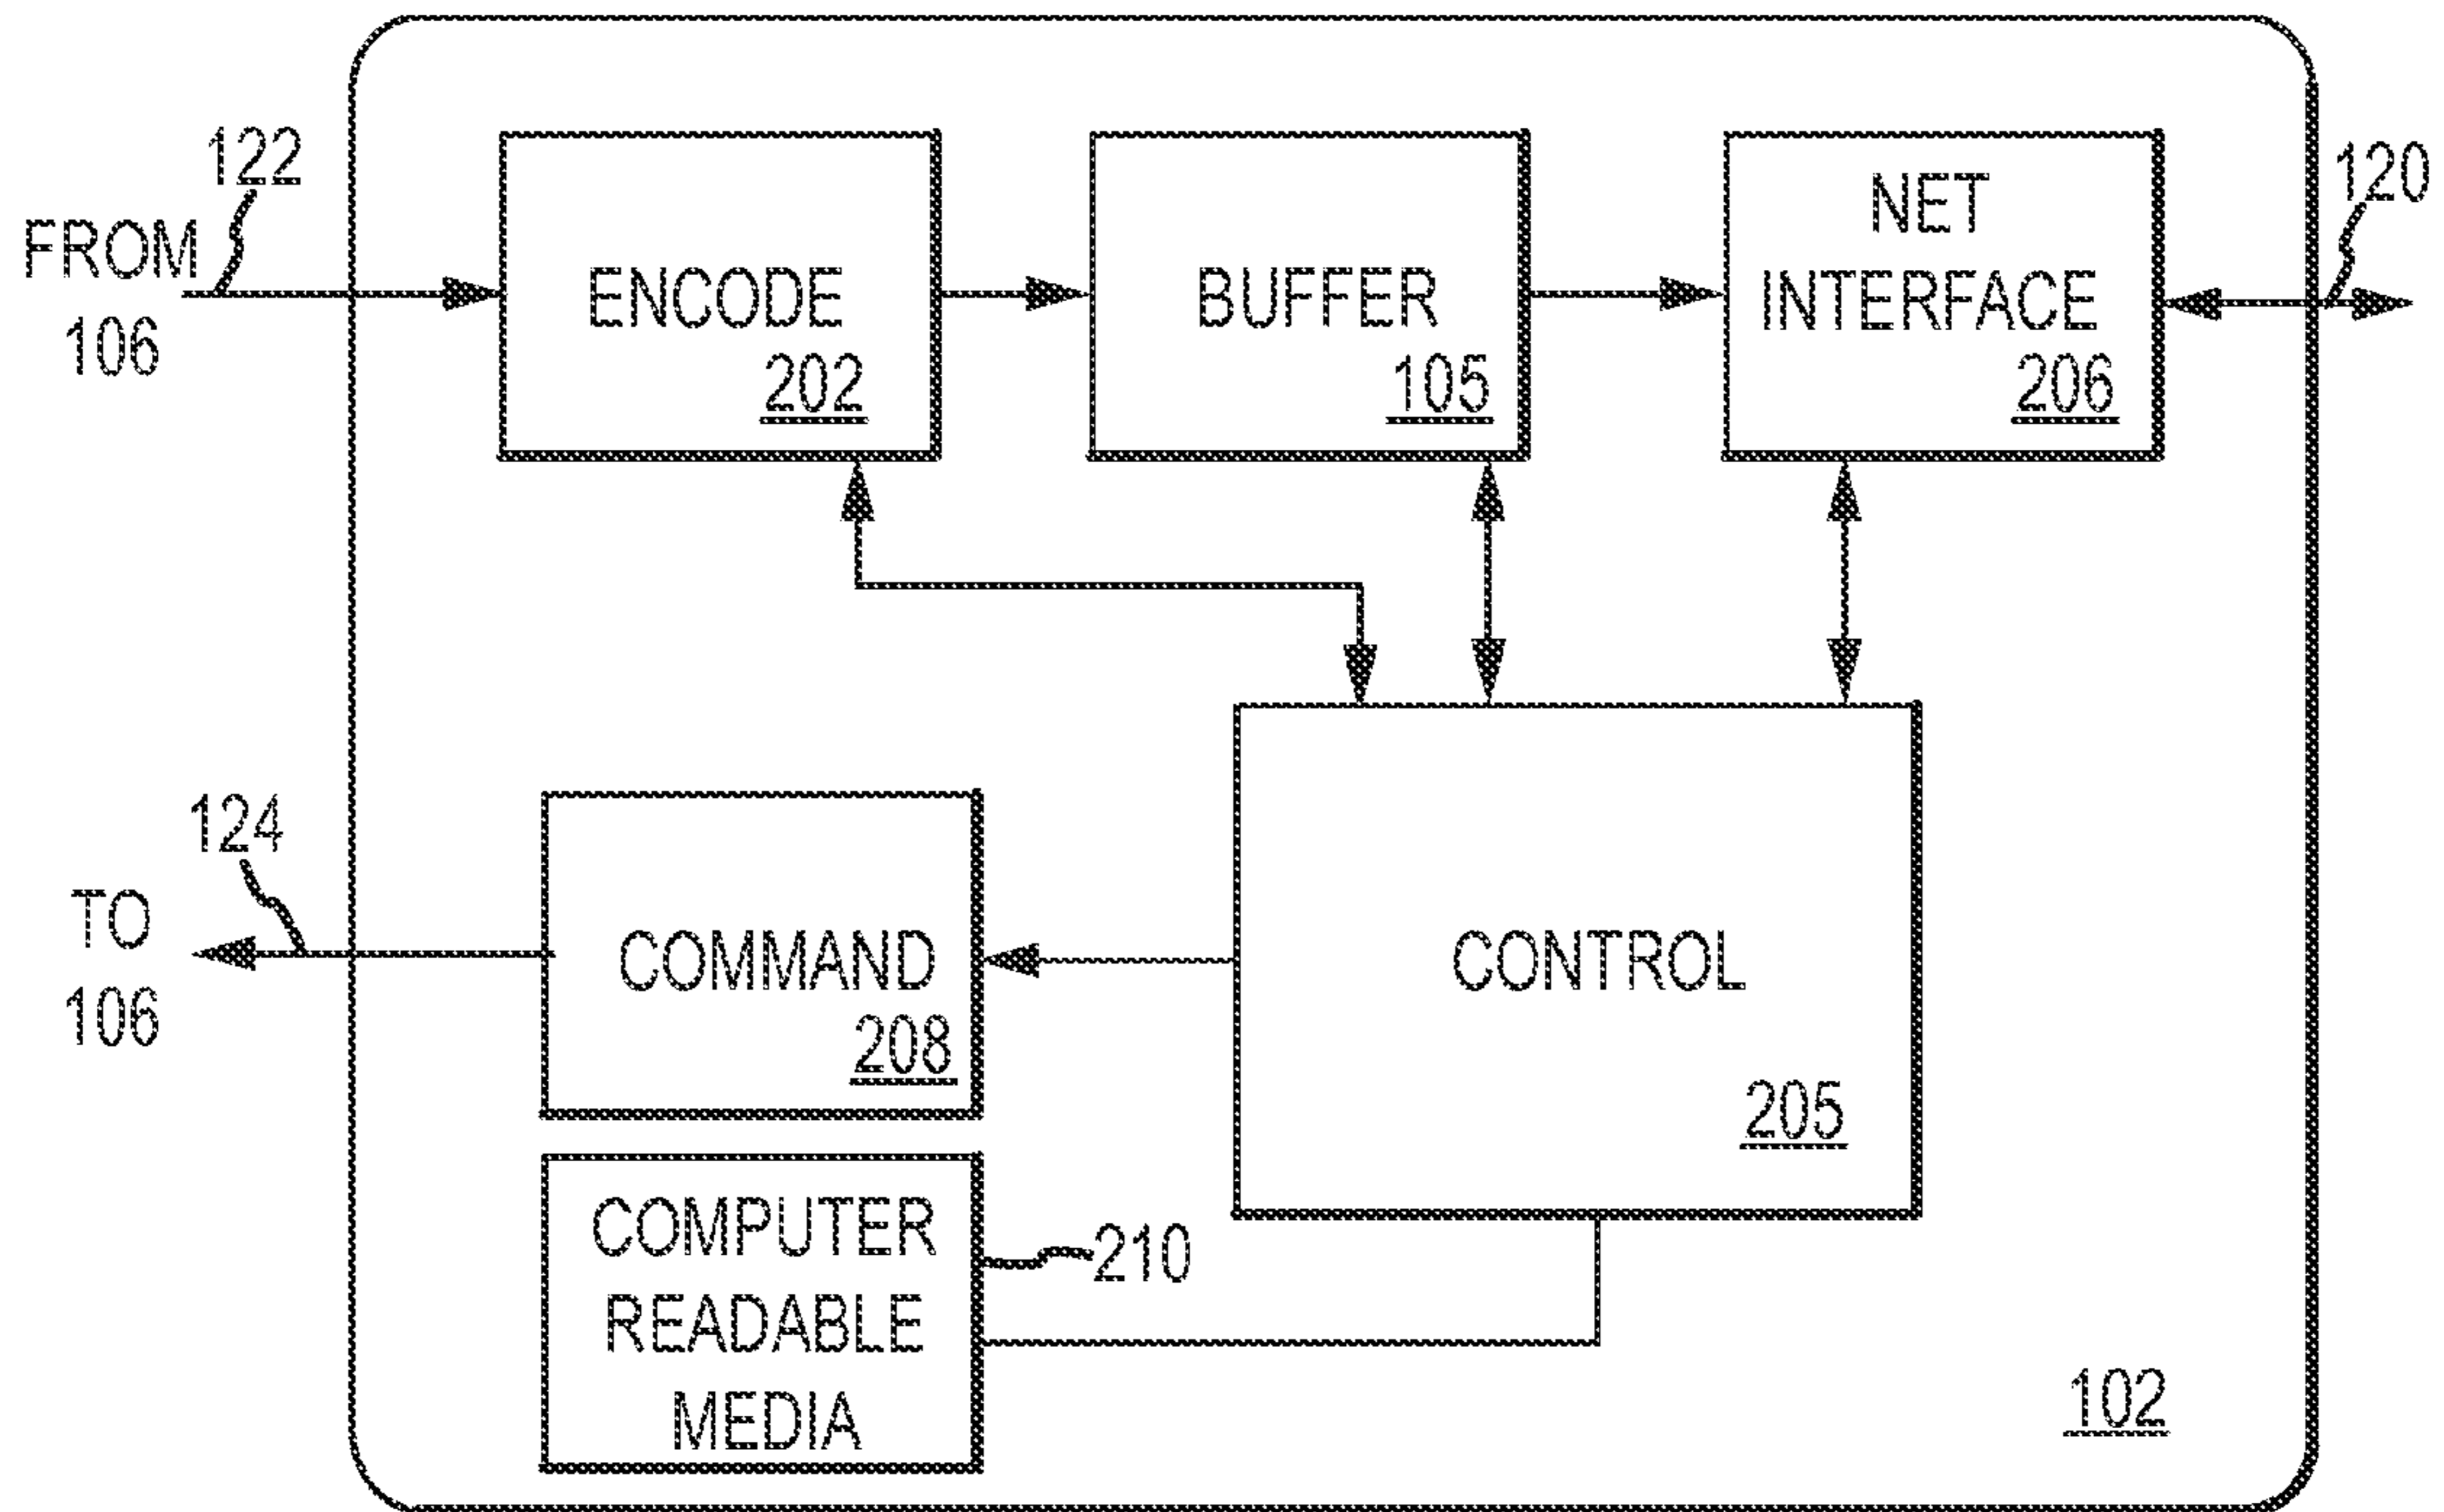 122
FROM
106
ENCODE
202
BUFFER
105
NET
INTERFACE
206
120
124
TO
106
COMMAND
208
CONTROL
205
COMPUTER
READABLE
MEDIA
210
102